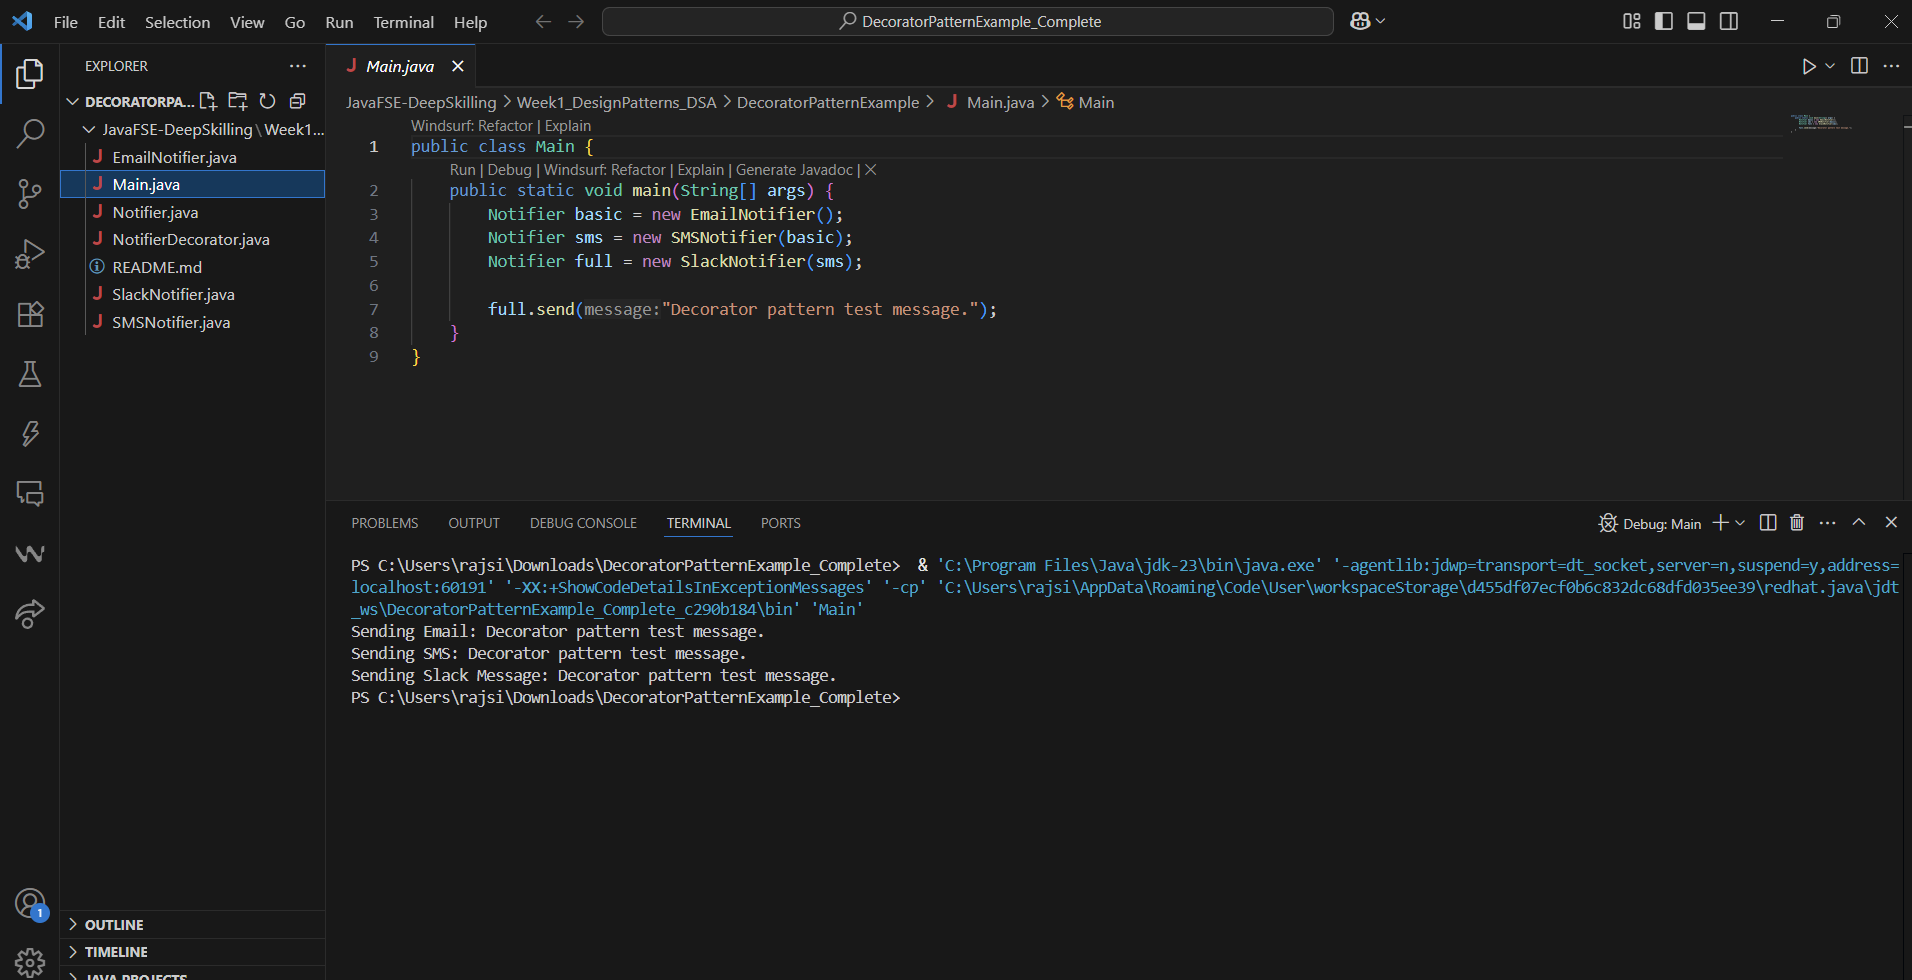 File Edit Selection View Go Run Terminal Help
DecoratorPatternExample_Complete
EXPLORER
DECORATORPA...
JavaFSE-DeepSkilling\Week1...
EmailNotifier.java
Main.java
Notifier.java
NotifierDecorator.java
README.md
SlackNotifier.java
SMSNotifier.java
OUTLINE
TIMELINE
JAVA PROJECTS
1
Main.java
JavaFSE-DeepSkilling > Week1_DesignPatterns_DSA > DecoratorPatternExample > Main.java > Main
Windsurf: Refactor | Explain
1 public class Main {
Run | Debug | Windsurf: Refactor | Explain | Generate Javadoc | X
2 public static void main(String[] args) {
3 Notifier basic = new EmailNotifier();
4 Notifier sms = new SMSNotifier(basic);
5 Notifier full = new SlackNotifier(sms);
6
7 full.send(message:"Decorator pattern test message.");
8 }
9 }
PROBLEMS OUTPUT DEBUG CONSOLE TERMINAL PORTS
Debug: Main
PS C:\Users\rajsi\Downloads\DecoratorPatternExample_Complete>  & 'C:\Program Files\Java\jdk-23\bin\java.exe' '-agentlib:jdwp=transport=dt_socket,server=n,suspend=y,address=
localhost:60191' '-XX:+ShowCodeDetailsInExceptionMessages' '-cp' 'C:\Users\rajsi\AppData\Roaming\Code\User\workspaceStorage\d455df07ecf0b6c832dc68dfd035ee39\redhat.java\jdt
_ws\DecoratorPatternExample_Complete_c290b184\bin' 'Main'
Sending Email: Decorator pattern test message.
Sending SMS: Decorator pattern test message.
Sending Slack Message: Decorator pattern test message.
PS C:\Users\rajsi\Downloads\DecoratorPatternExample_Complete>